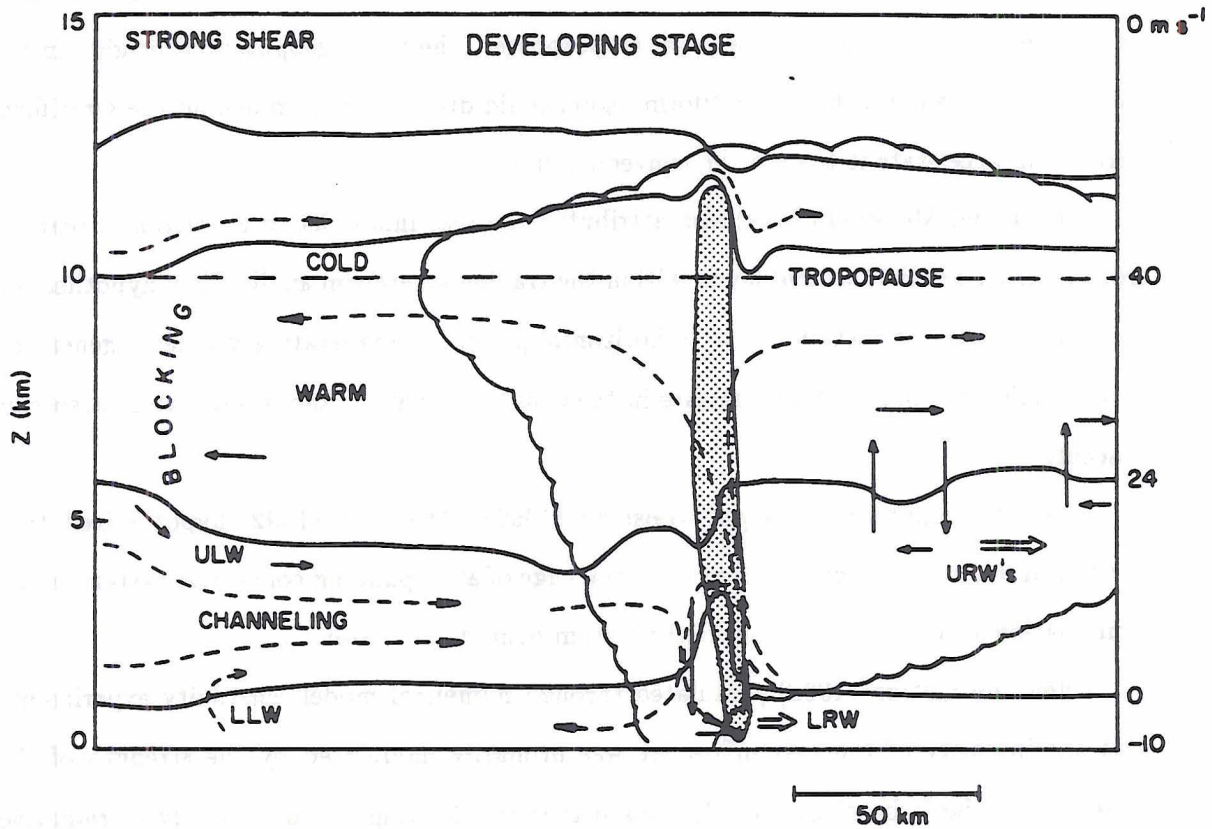 15
STRONG SHEAR
DEVELOPING STAGE
0 m s⁻¹
COLD
10
TROPOPAUSE
40
BLOCKING
WARM
Z (km)
24
5
ULW
URW's
CHANNELING
0
LLW
LRW
0
-10
50 km